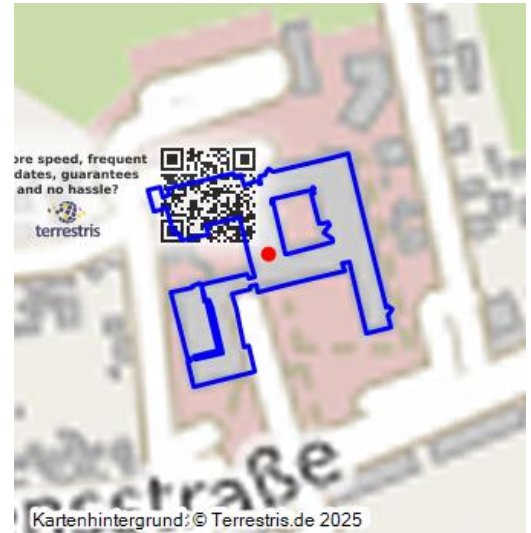 ore speed, frequent
dates, guarantees
and no hassle?
terrestris
straße
Kartenhintergrund: © Terrestris.de 2025